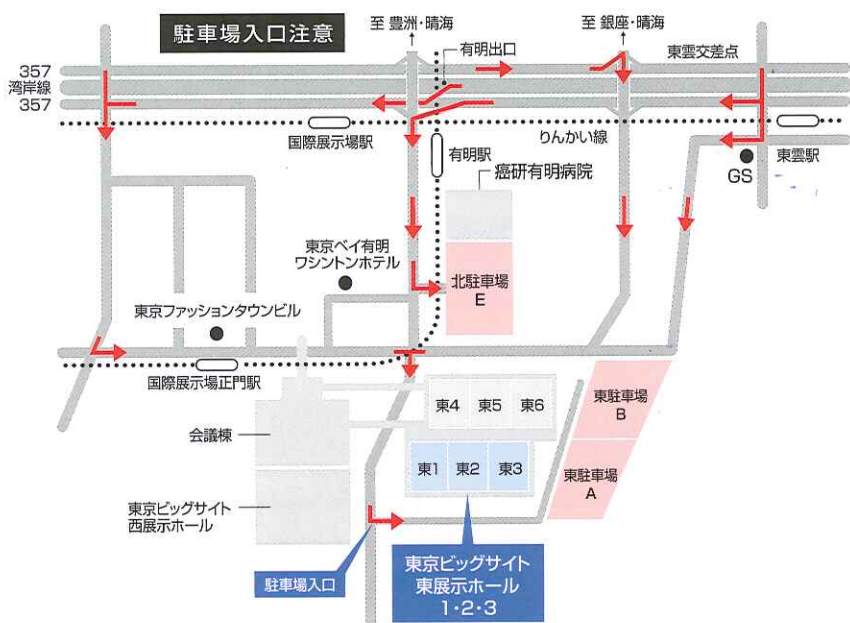 駐車場入口注意
至 豊洲・晴海
至 銀座・晴海
有明出口
東雲交差点
357
湾岸線
357
国際展示場駅
りんかい線
有明駅
東雲駅
GS
癌研有明病院
東京ベイ有明
ワシントンホテル
北駐車場
E
東京ファッションタウンビル
国際展示場正門駅
東4
東5
東6
東駐車場
B
会議棟
東1
東2
東3
東駐車場
A
東京ビッグサイト
西展示ホール
駐車場入口
東京ビッグサイト
東展示ホール
1・2・3